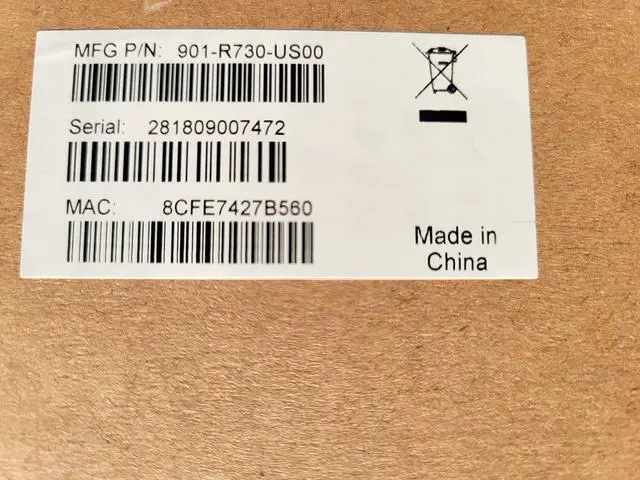 MFG P/N: 901-R730-US00
Serial: 281809007472
MAC: 8CFE7427B560
Made in
China